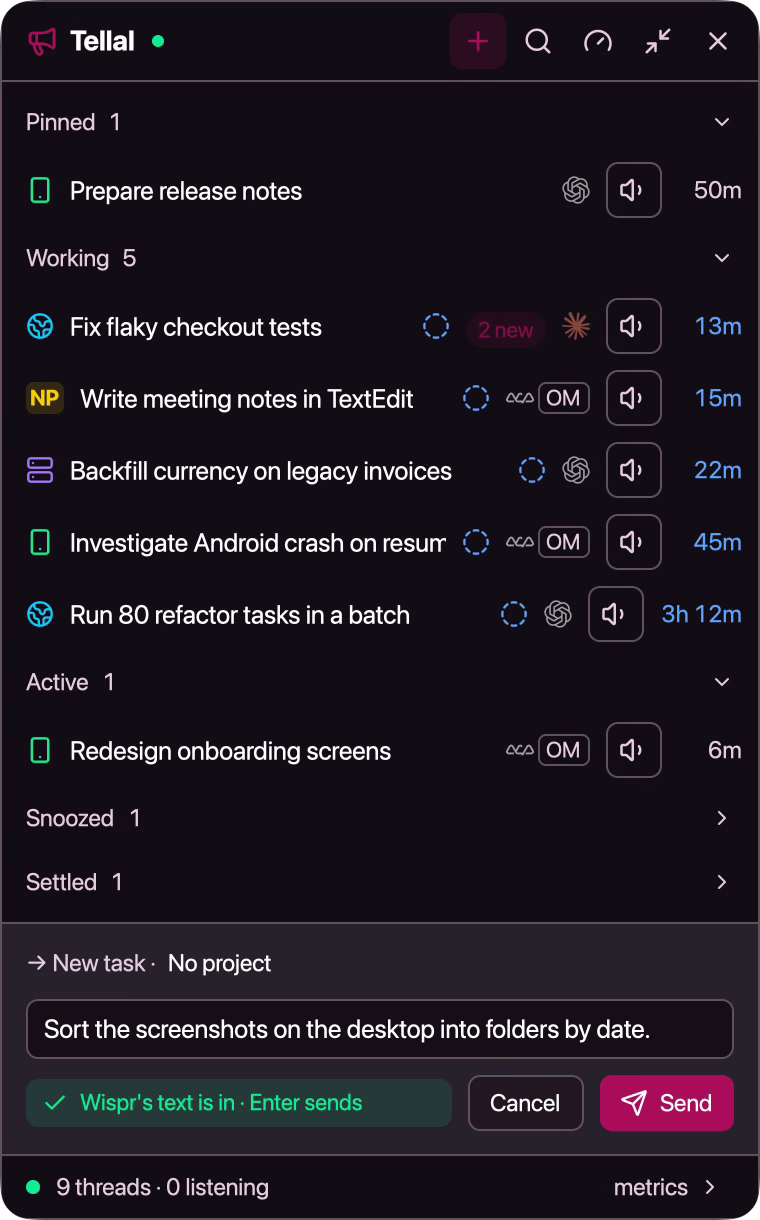 Tellal
Pinned 1
Prepare release notes 50m
Working 5
Fix flaky checkout tests 2 new 13m
NP Write meeting notes in TextEdit OM 15m
Backfill currency on legacy invoices 22m
Investigate Android crash on resum OM 45m
Run 80 refactor tasks in a batch 3h 12m
Active 1
Redesign onboarding screens OM 6m
Snoozed 1
Settled 1
→ New task · No project
Sort the screenshots on the desktop into folders by date.
Wispr's text is in · Enter sends Cancel Send
9 threads · 0 listening metrics